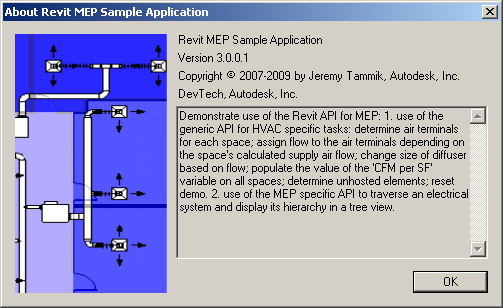 About Revit MEP Sample Application
Revit MEP Sample Application
Version 3.0.0.1
Copyright © 2007-2009 by Jeremy Tammik, Autodesk, Inc.
DevTech, Autodesk, Inc.
Demonstrate use of the Revit API for MEP: 1. use of the
generic API for HVAC specific tasks: determine air terminals
for each space; assign flow to the air terminals depending on
the space's calculated supply air flow; change size of diffuser
based on flow; populate the value of the 'CFM per SF'
variable on all spaces; determine unhosted elements; reset
demo. 2. use of the MEP specific API to traverse an electrical
system and display its hierarchy in a tree view.
OK